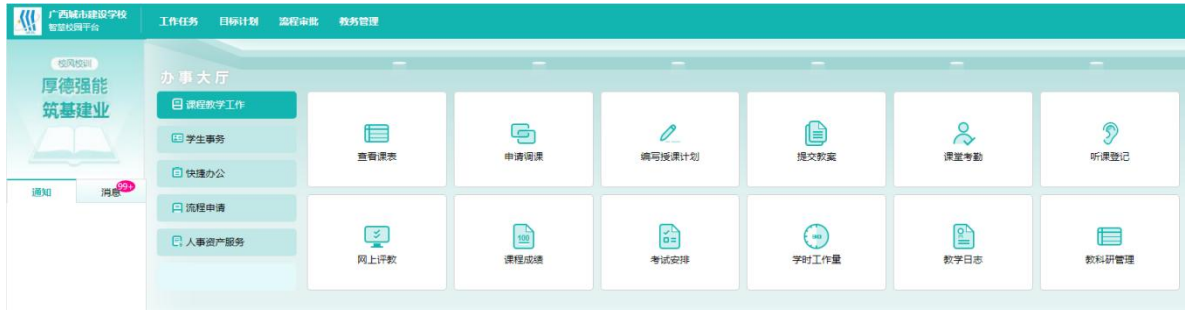 广西城市建设学校
智慧校园平台
工作任务 目标计划 流程审批 教务管理
校风校训
厚德强能
筑基建业
通知 消息 99+
办事大厅
课程教学工作
学生事务
快捷办公
流程申请
人事资产服务
查看课表 申请调课 编写授课计划 提交教案 课堂考勤 听课登记
网上评教 课程成绩 考试安排 学时工作量 教学日志 教科研管理